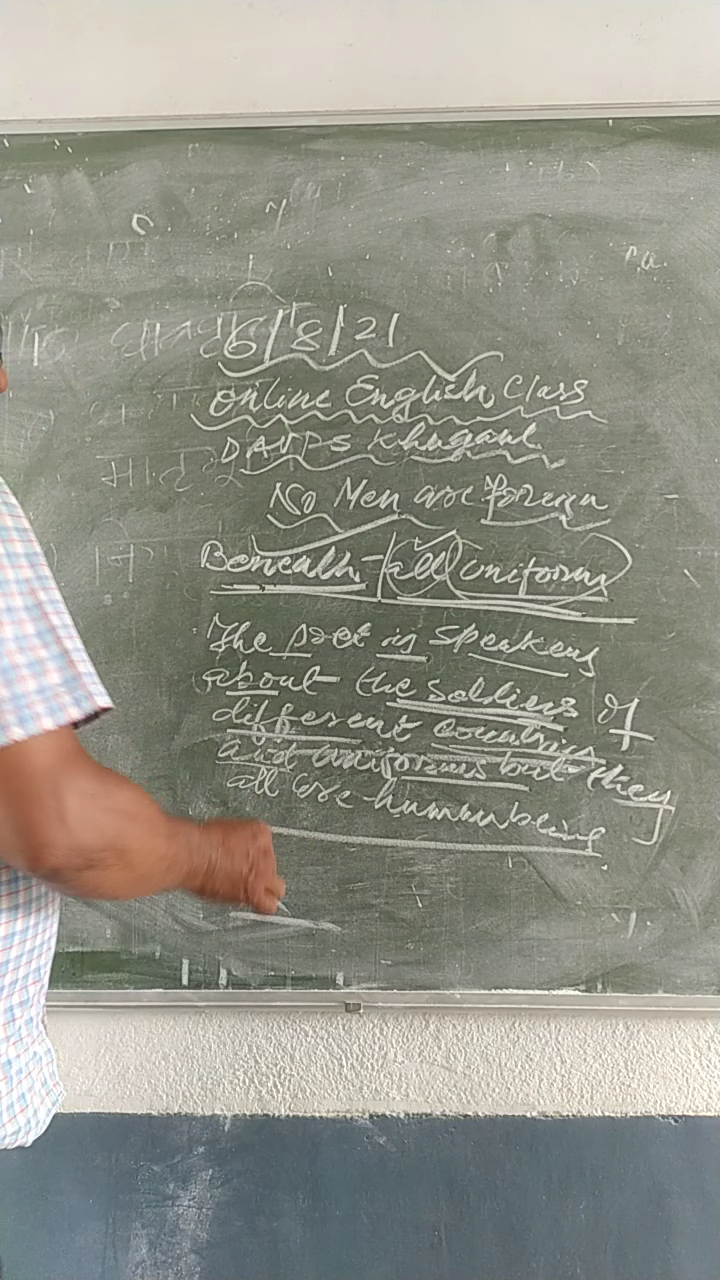 6/8/21
Online English Class
DAVPS Khagaul
No Men are Foreign
Beneath - all uniforms
The poet is speakens
about the soldiers of
different countries
and uniforms but they
all are human being